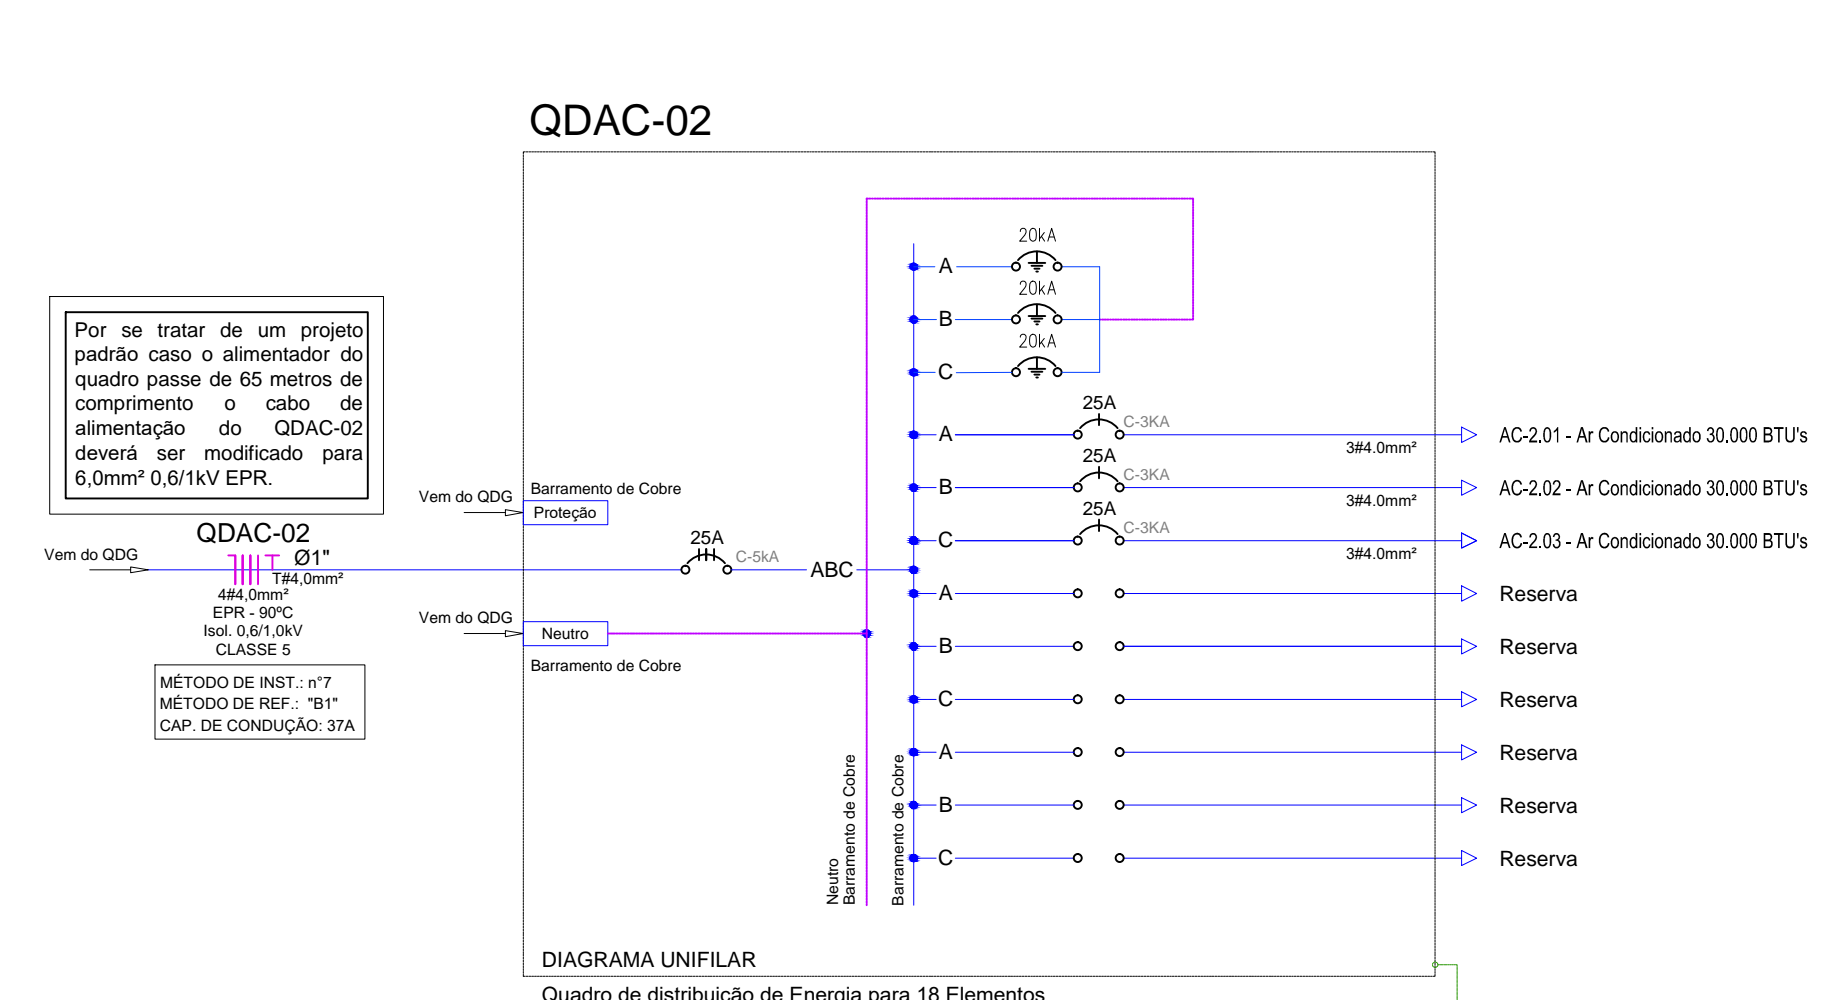 QDAC-02
Por se tratar de um projeto
padrão caso o alimentador do
quadro passe de 65 metros de
comprimento o cabo de
alimentação do QDAC-02
deverá ser modificado para
6,0mm² 0,6/1kV EPR.
QDAC-02
Vem do QDG
Ø1"
T#4,0mm²
4#4,0mm²
EPR - 90ºC
Isol. 0,6/1,0kV
CLASSE 5
MÉTODO DE INST.: n°7
MÉTODO DE REF.: "B1"
CAP. DE CONDUÇÃO: 37A
Vem do QDG
Barramento de Cobre
Proteção
25A
C-5kA
ABC
Vem do QDG
Neutro
Barramento de Cobre
20kA
A
20kA
B
20kA
C
25A
A
C-3KA
3#4.0mm²
AC-2.01 - Ar Condicionado 30.000 BTU's
25A
B
C-3KA
3#4.0mm²
AC-2.02 - Ar Condicionado 30.000 BTU's
25A
C
C-3KA
3#4.0mm²
AC-2.03 - Ar Condicionado 30.000 BTU's
A
Reserva
B
Reserva
C
Reserva
A
Reserva
B
Reserva
C
Reserva
Neutro
Barramento de Cobre
Barramento de Cobre
DIAGRAMA UNIFILAR
Quadro de distribuição de Energia para 18 Elementos